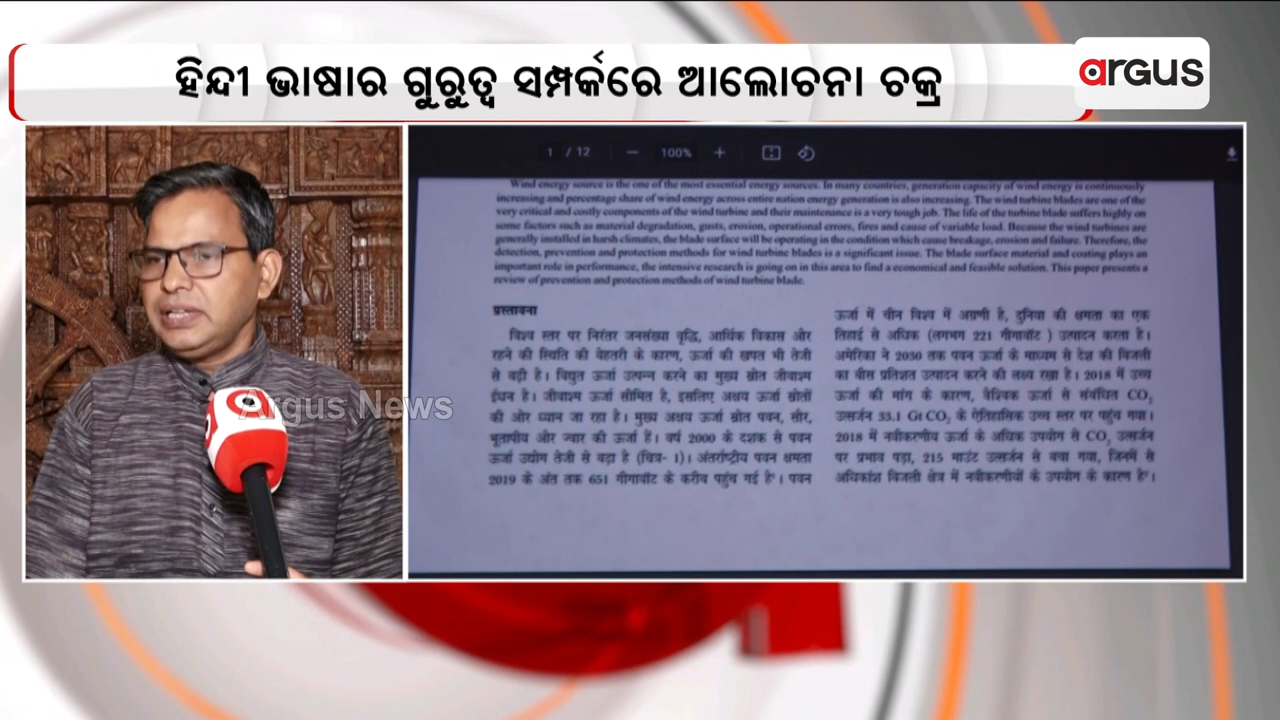 ହିନ୍ଦୀ ଭାଷାର ଗୁରୁତ୍ୱ ସମ୍ପର୍କରେ ଆଲୋଚନା ଚକ୍ର
argus
Argus News
1 / 12 — 100% +
Wind energy source is the one of the most essential energy sources. In many countries, generation capacity of wind energy is continuously
increasing and percentage share of wind energy across entire nation energy generation is also increasing. The wind turbine blades are one of the
very critical and costly components of the wind turbine and their maintenance is a very tough job. The life of the turbine blade suffers highly on
some factors such as material degradation, gusts, erosion, operational errors, fires and cause of variable load. Because the wind turbines are
generally installed in harsh climates, the blade surface will be operating in the condition which cause breakage, erosion and failure. Therefore, the
detection, prevention and protection methods for wind turbine blades is a significant issue. The blade surface material and coating plays an
important role in performance, the intensive research is going on in this area to find a economical and feasible solution. This paper presents a
review of prevention and protection methods of wind turbine blade.
प्रस्तावना
विश्व स्तर पर निरंतर जनसंख्या वृद्धि, आर्थिक विकास और
रहने की स्थिति की बेहतरी के कारण, ऊर्जा की खपत भी तेजी
से बढ़ी है। विद्युत ऊर्जा उत्पन्न करने का मुख्य स्रोत जीवाश्म
ईंधन है। जीवाश्म ऊर्जा सीमित है, इसलिए अक्षय ऊर्जा स्रोतों
की ओर ध्यान जा रहा है। मुख्य अक्षय ऊर्जा स्रोत पवन, सौर,
भूतापीय और ज्वार की ऊर्जा हैं। वर्ष 2000 के दशक से पवन
ऊर्जा उद्योग तेजी से बढ़ा है (चित्र- 1)। अंतर्राष्ट्रीय पवन क्षमता
2019 के अंत तक 651 गीगावॉट के करीब पहुंच गई है¹। पवन
ऊर्जा में चीन विश्व में अग्रणी है, दुनिया की क्षमता का एक
तिहाई से अधिक (लगभग 221 गीगावॉट ) उत्पादन करता है।
अमेरिका ने 2030 तक पवन ऊर्जा के माध्यम से देश की बिजली
का बीस प्रतिशत उत्पादन करने की लक्ष्य रखा है। 2018 में उच्च
ऊर्जा की मांग के कारण, वैश्विक ऊर्जा से संबंधित CO₂
उत्सर्जन 33.1 Gt CO₂ के ऐतिहासिक उच्च स्तर पर पहुंच गया।
2018 में नवीकरणीय ऊर्जा के अधिक उपयोग से CO₂ उत्सर्जन
पर प्रभाव पड़ा, 215 माउंट उत्सर्जन से बचा गया, जिनमें से
अधिकांश बिजली क्षेत्र में नवीकरणीयों के उपयोग के कारण है²।